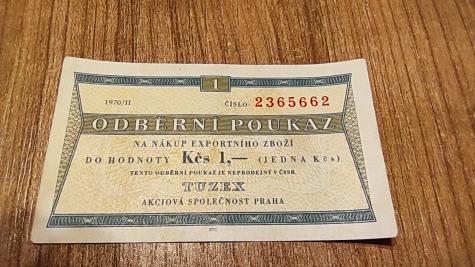 1
1970/II ČÍSLO: 2365662
ODBĚRNÍ POUKAZ
NA NÁKUP EXPORTNÍHO ZBOŽÍ
DO HODNOTY Kčs 1,— (JEDNA Kčs)
TENTO ODBĚRNÍ POUKAZ JE NEPRODEJNÝ V ČSSR.
TUZEX
AKCIOVÁ SPOLEČNOST PRAHA